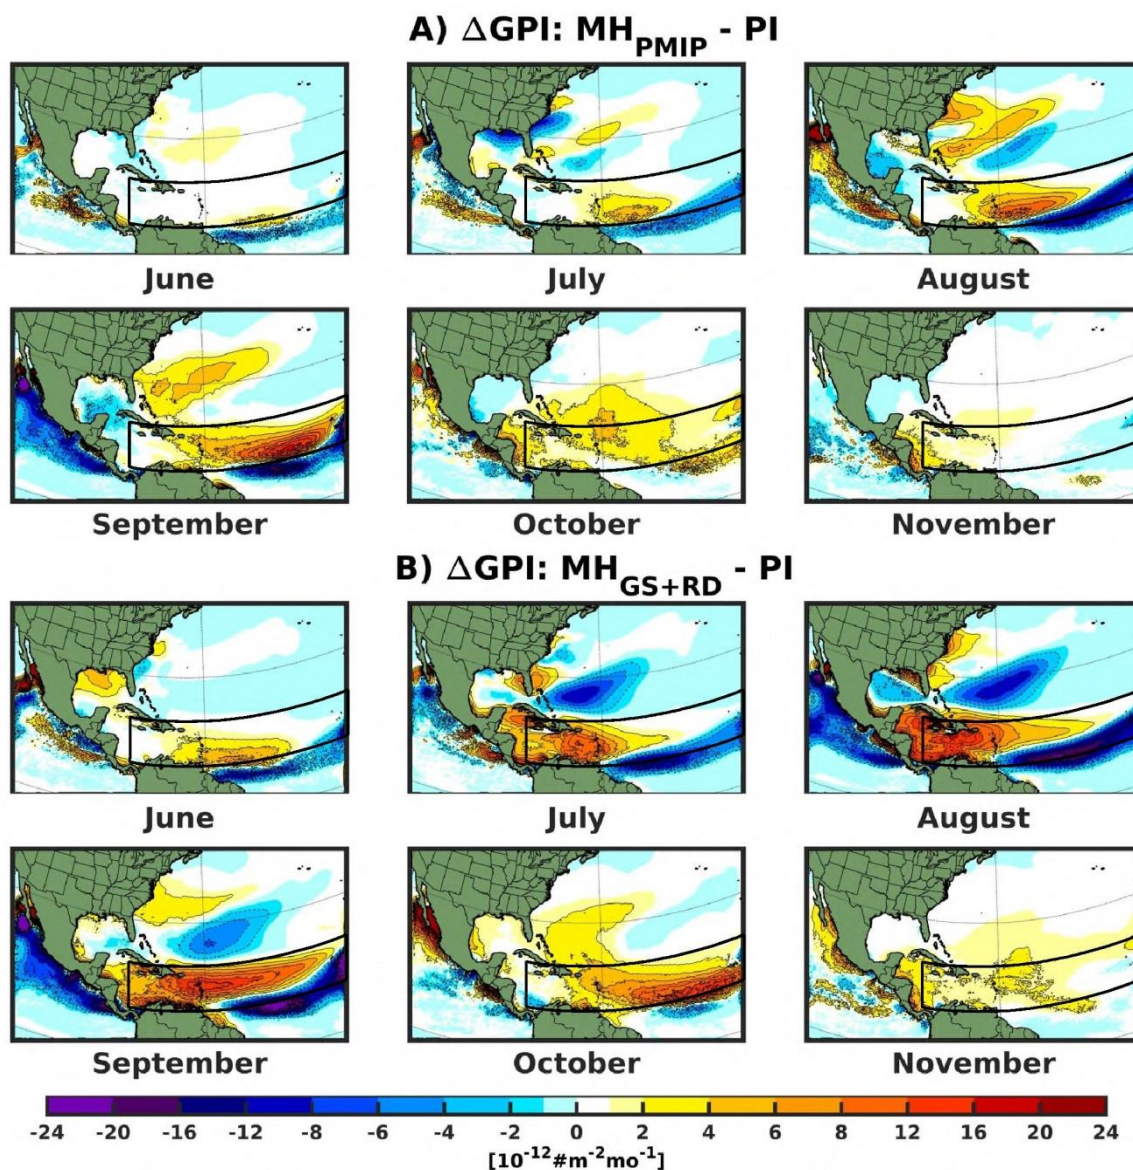 A) ΔGPI: MH_PMIP - PI
June July August
September October November
B) ΔGPI: MH_GS+RD - PI
June July August
September October November
-24 -20 -16 -12 -8 -6 -4 -2 0 2 4 6 8 12 16 20 24
[10^-12#m^-2mo^-1]